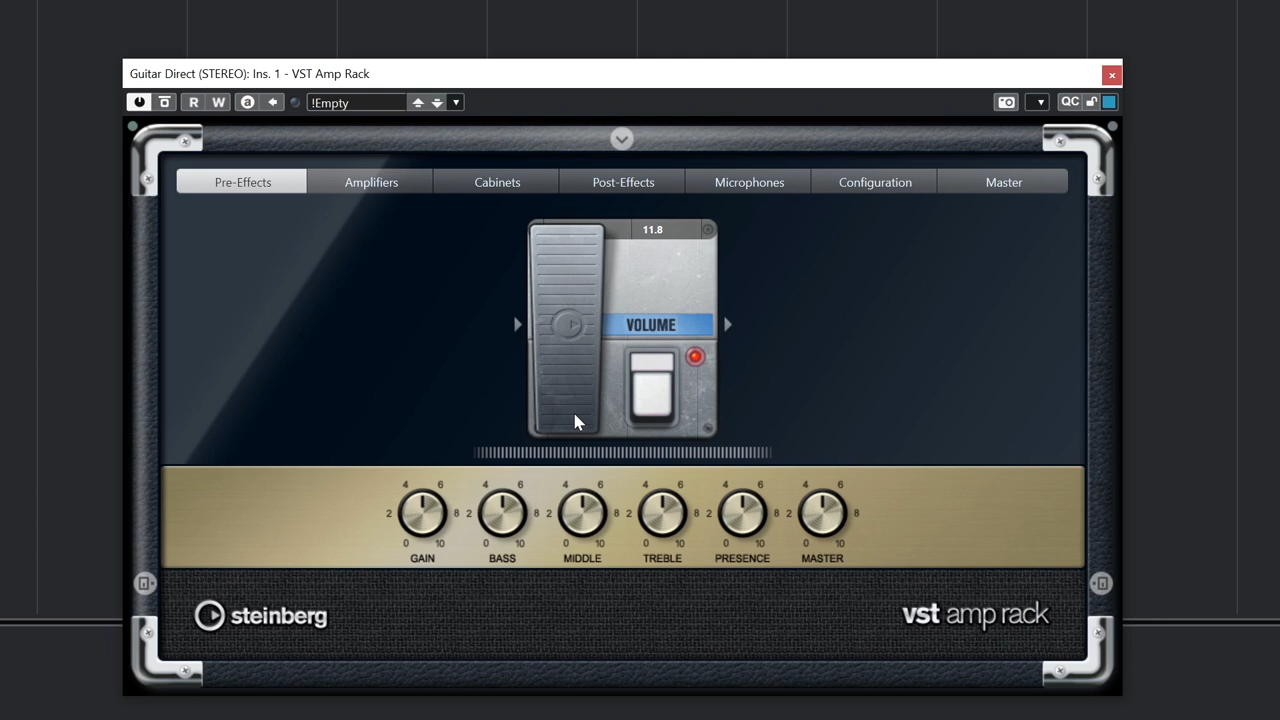 Guitar Direct (STEREO): Ins. 1 - VST Amp Rack
R W a !Empty QC
Pre-Effects Amplifiers Cabinets Post-Effects Microphones Configuration Master
11.8
VOLUME
4 6 4 6 4 6 4 6 4 6 4 6
2 8 2 8 2 8 2 8 2 8 2 8
0 10 0 10 0 10 0 10 0 10 0 10
GAIN BASS MIDDLE TREBLE PRESENCE MASTER
steinberg vst amp rack